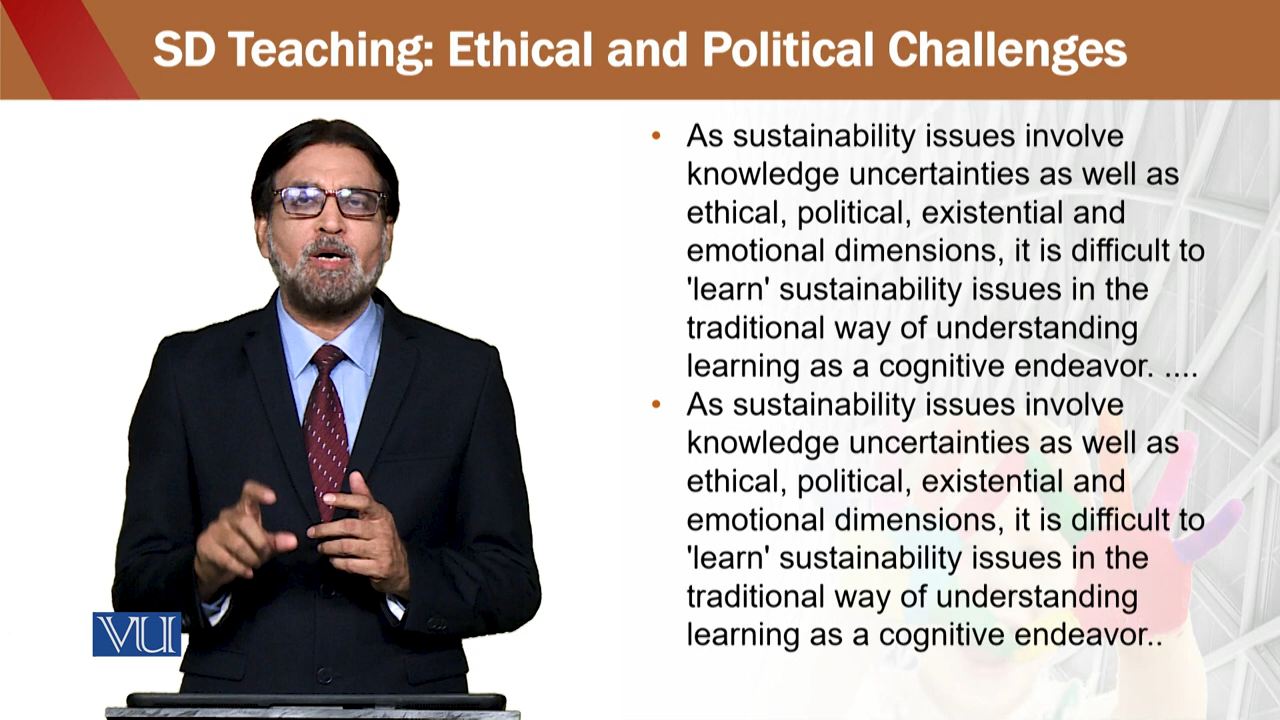 SD Teaching: Ethical and Political Challenges
• As sustainability issues involve
knowledge uncertainties as well as
ethical, political, existential and
emotional dimensions, it is difficult to
'learn' sustainability issues in the
traditional way of understanding
learning as a cognitive endeavor. ....
• As sustainability issues involve
knowledge uncertainties as well as
ethical, political, existential and
emotional dimensions, it is difficult to
'learn' sustainability issues in the
traditional way of understanding
learning as a cognitive endeavor..
VU